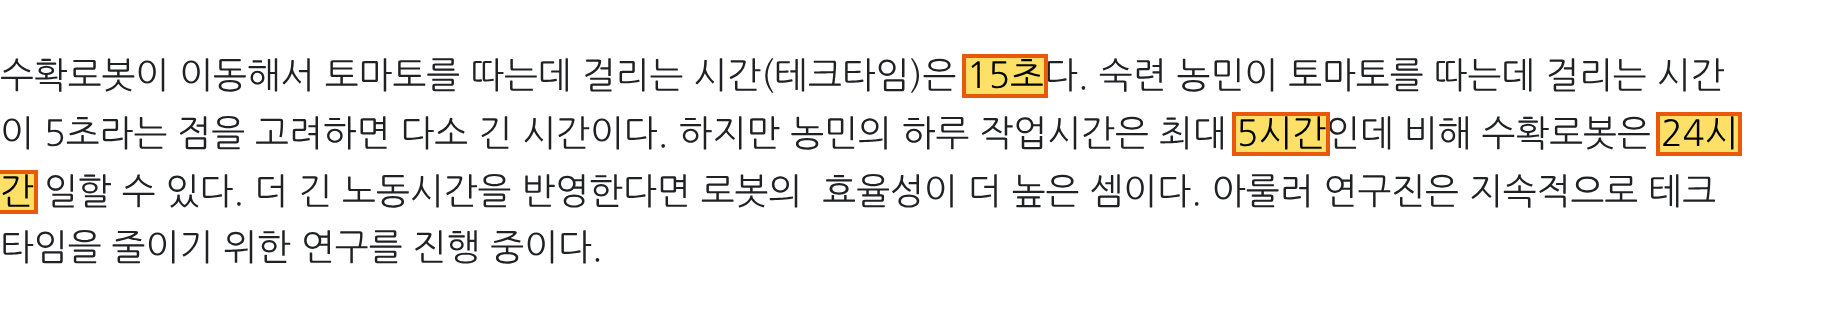 수확로봇이 이동해서 토마토를 따는데 걸리는 시간(테크타임)은 15초다. 숙련 농민이 토마토를 따는데 걸리는 시간
이 5초라는 점을 고려하면 다소 긴 시간이다. 하지만 농민의 하루 작업시간은 최대 5시간인데 비해 수확로봇은 24시
간 일할 수 있다. 더 긴 노동시간을 반영한다면 로봇의  효율성이 더 높은 셈이다. 아룰러 연구진은 지속적으로 테크
타임을 줄이기 위한 연구를 진행 중이다.